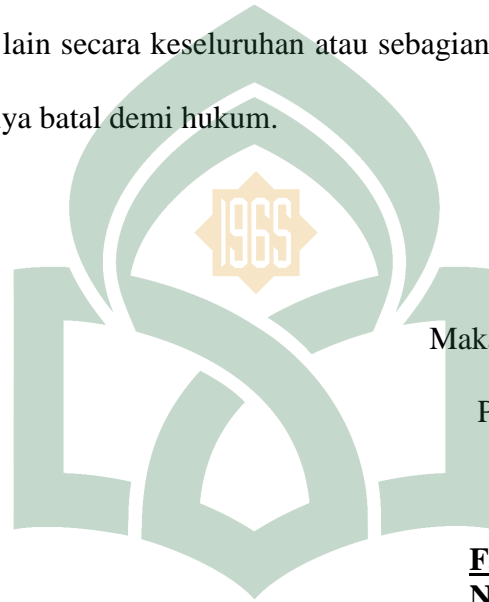 lain secara keseluruhan atau sebagian
ya batal demi hukum.
1965
Mak
P
F
N